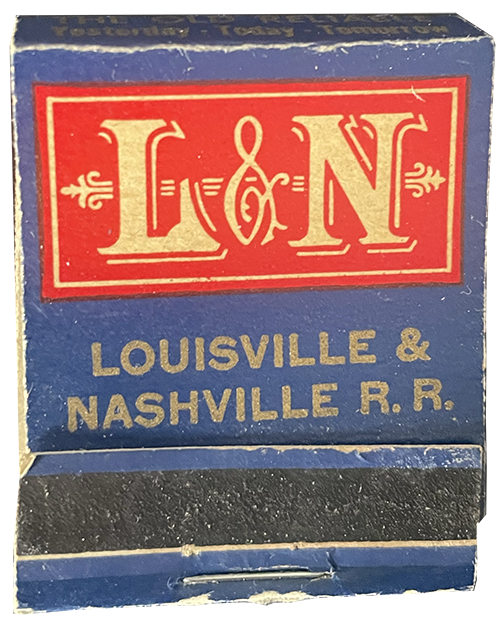 THE OLD RELIABLE
Yesterday · Today · Tomorrow
L&N
LOUISVILLE &
NASHVILLE R. R.